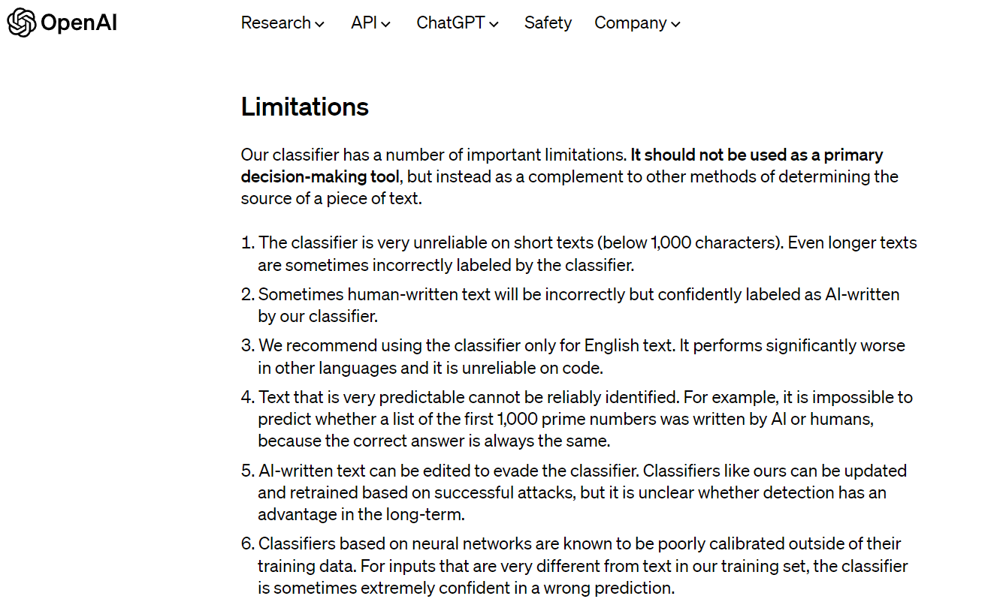 OpenAI
Research API ChatGPT Safety Company
Limitations
Our classifier has a number of important limitations. It should not be used as a primary
decision-making tool, but instead as a complement to other methods of determining the
source of a piece of text.
1. The classifier is very unreliable on short texts (below 1,000 characters). Even longer texts
are sometimes incorrectly labeled by the classifier.
2. Sometimes human-written text will be incorrectly but confidently labeled as AI-written
by our classifier.
3. We recommend using the classifier only for English text. It performs significantly worse
in other languages and it is unreliable on code.
4. Text that is very predictable cannot be reliably identified. For example, it is impossible to
predict whether a list of the first 1,000 prime numbers was written by AI or humans,
because the correct answer is always the same.
5. AI-written text can be edited to evade the classifier. Classifiers like ours can be updated
and retrained based on successful attacks, but it is unclear whether detection has an
advantage in the long-term.
6. Classifiers based on neural networks are known to be poorly calibrated outside of their
training data. For inputs that are very different from text in our training set, the classifier
is sometimes extremely confident in a wrong prediction.